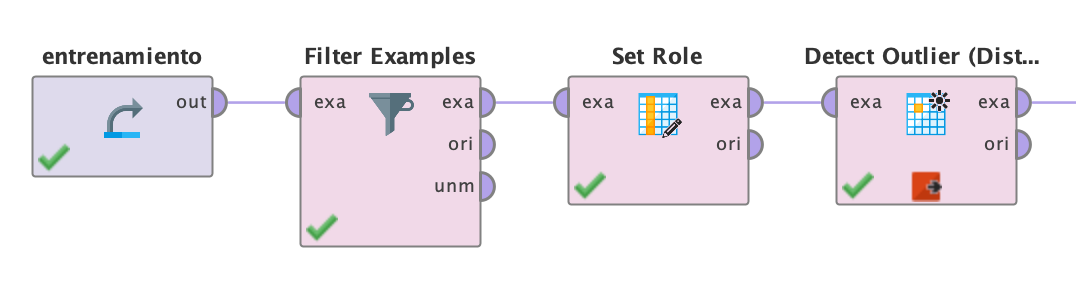 entrenamiento Filter Examples Set Role Detect Outlier (Dist...
out exa exa exa exa exa exa
ori ori ori
unm